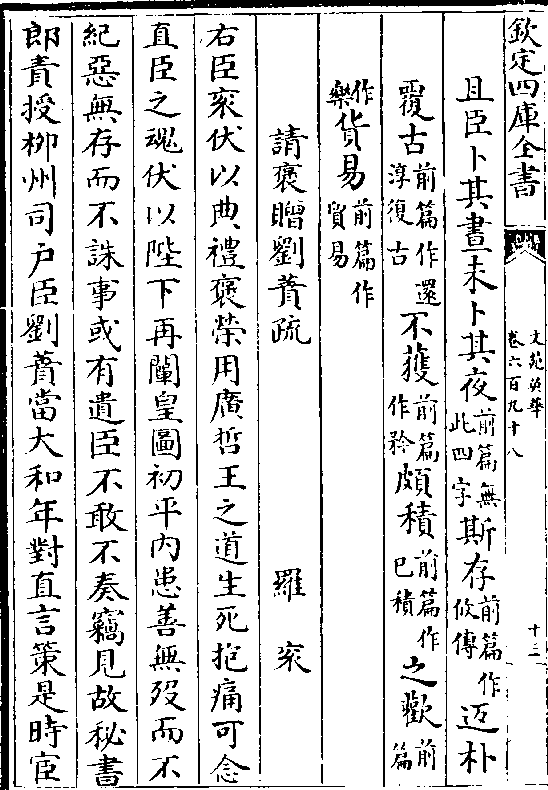 欽定四庫全書
文苑英華
卷六百九十八
十三
且臣卜其晝未卜其夜前篇無此四字斯存前篇作攸傳迈朴
覆古前篇作還淳復古不獲前篇作矜頗積前篇作已積之歡前篇
作樂貨易前篇作貿易
請褒贈劉蕡疏
羅衮
右臣衮伏以典禮褒榮用廣哲王之道生死抱痛可念
直臣之魂伏以陛下再闡皇圖初平内患善無殁而不
紀惡無存而不誅事或有遺臣不敢不奏竊見故秘書
郎責授柳州司户臣劉蕡當大和年對直言策是時宦